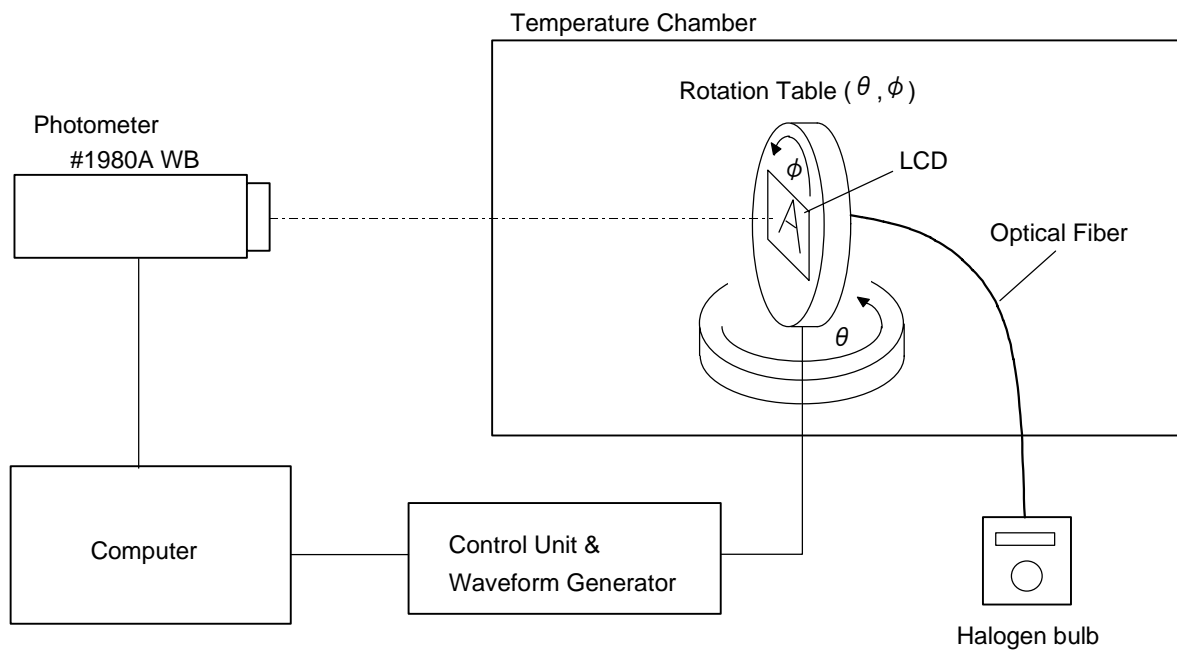 Temperature Chamber
Rotation Table ( θ , ϕ )
Photometer
#1980A WB
ϕ
LCD
A
Optical Fiber
θ
Computer
Control Unit &
Waveform Generator
Halogen bulb